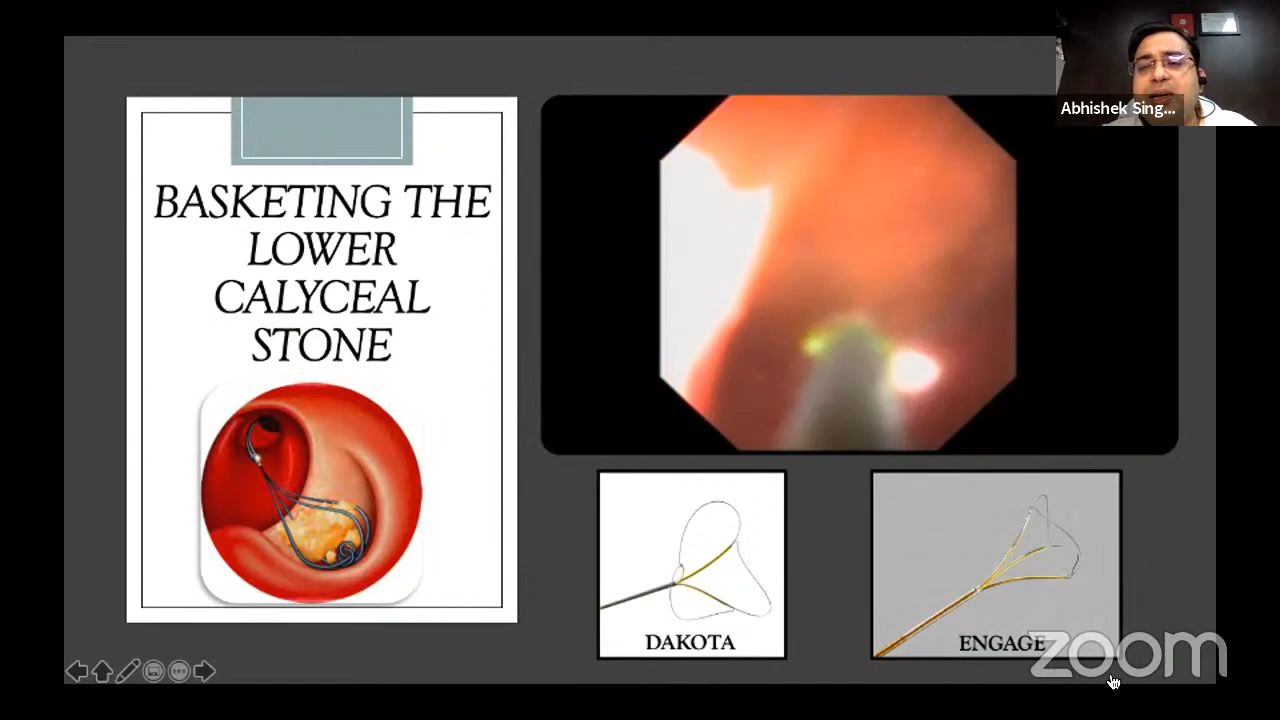 Abhishek Sing...
BASKETING THE
LOWER
CALYCEAL
STONE
DAKOTA
ENGAGE
zoom